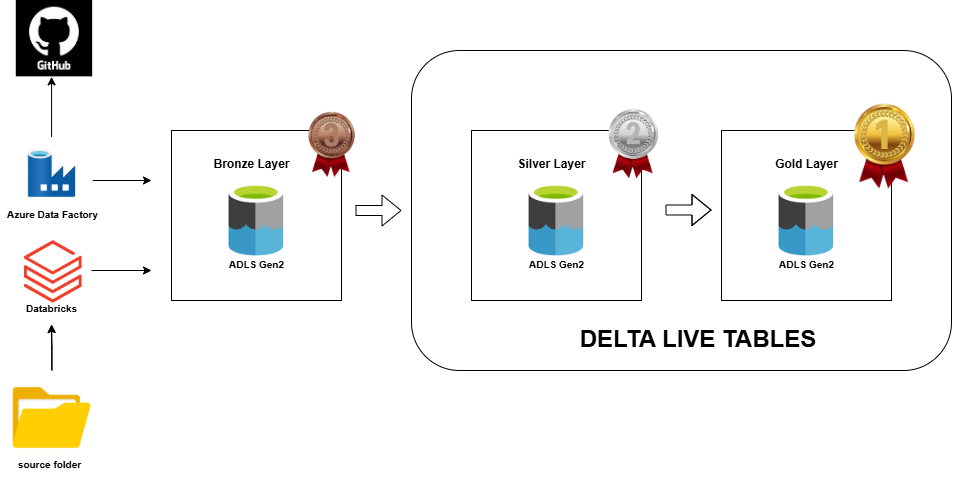 GitHub
Azure Data Factory
Databricks
source folder
3
Bronze Layer
ADLS Gen2
2
Silver Layer
ADLS Gen2
1
Gold Layer
ADLS Gen2
DELTA LIVE TABLES